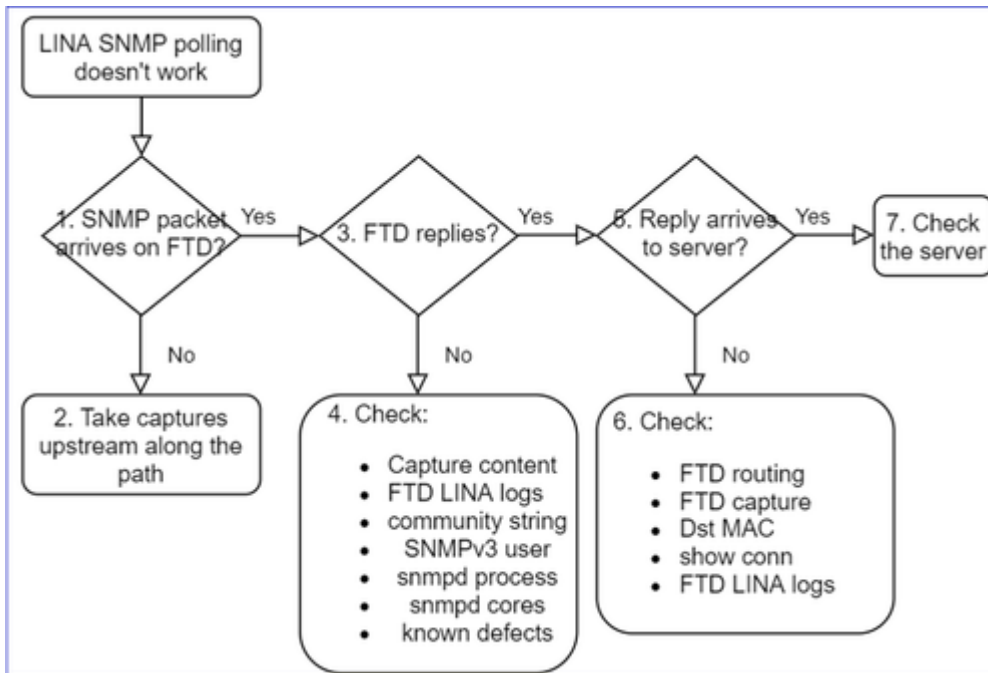 LINA SNMP polling
doesn't work
1. SNMP packet
arrives on FTD?
Yes
3. FTD replies?
Yes
5. Reply arrives
to server?
Yes
7. Check
the server
No
No
No
2. Take captures
upstream along the
path
4. Check:
• Capture content
• FTD LINA logs
• community string
• SNMPv3 user
• snmpd process
• snmpd cores
• known defects
6. Check:
• FTD routing
• FTD capture
• Dst MAC
• show conn
• FTD LINA logs